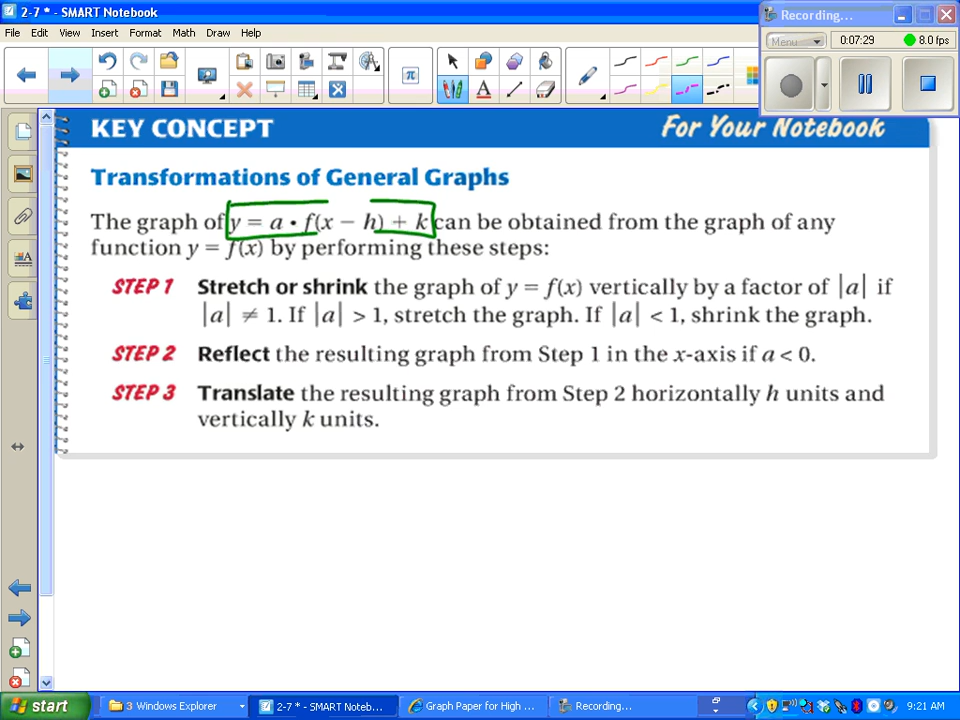 2-7 * - SMART Notebook
Recording...
File Edit View Insert Format Math Draw Help
Menu
00:07:29
8.0 fps
π
A
KEY CONCEPT
For Your Notebook
Transformations of General Graphs
The graph of y = a • f(x − h) + k can be obtained from the graph of any
function y = f(x) by performing these steps:
STEP 1 Stretch or shrink the graph of y = f(x) vertically by a factor of |a| if
|a| ≠ 1. If |a| > 1, stretch the graph. If |a| < 1, shrink the graph.
STEP 2 Reflect the resulting graph from Step 1 in the x-axis if a < 0.
STEP 3 Translate the resulting graph from Step 2 horizontally h units and
vertically k units.
start
3 Windows Explorer
2-7 * - SMART Noteb...
Graph Paper for High ...
Recording...
9:21 AM